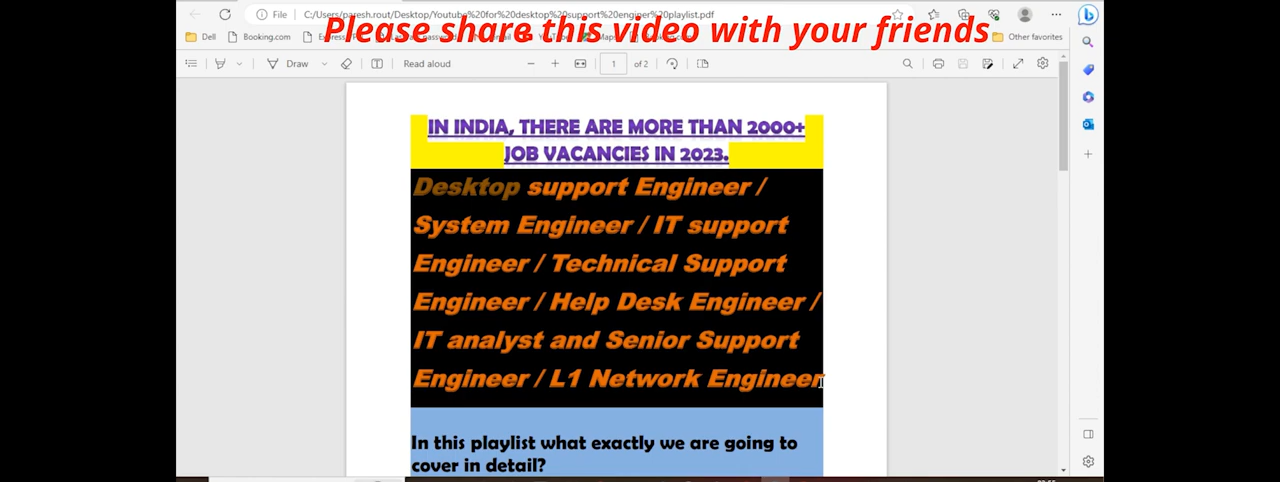 File
C:/Users/paresh.rout/Desktop/Youtube%20for%20desktop%20support%20enginer%20playlist.pdf
Please share this video with your friends
Dell
Booking.com
Other favorites
Draw
Read aloud
1 of 2
IN INDIA, THERE ARE MORE THAN 2000+
JOB VACANCIES IN 2023.
Desktop support Engineer /
System Engineer / IT support
Engineer / Technical Support
Engineer / Help Desk Engineer /
IT analyst and Senior Support
Engineer / L1 Network Engineer
In this playlist what exactly we are going to
cover in detail?